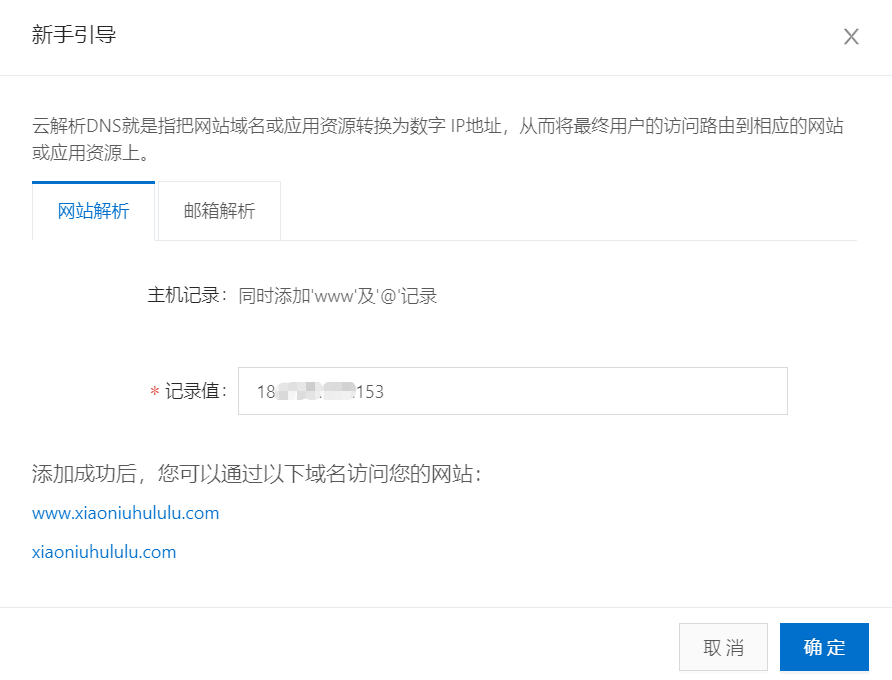 新手引导
云解析DNS就是指把网站域名或应用资源转换为数字 IP地址，从而将最终用户的访问路由到相应的网站
或应用资源上。
网站解析 邮箱解析
主机记录： 同时添加'www'及'@'记录
* 记录值： 18 153
添加成功后，您可以通过以下域名访问您的网站：
www.xiaoniuhululu.com
xiaoniuhululu.com
取消 确定